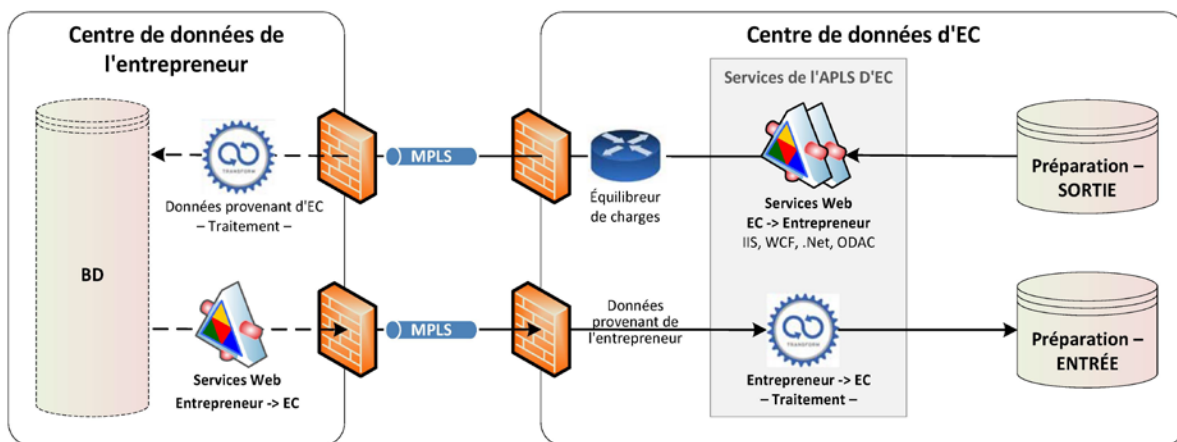 Centre de données de
l'entrepreneur
BD
TRANSFORM
Données provenant d'EC
– Traitement –
Services Web
Entrepreneur -> EC
MPLS
MPLS
Centre de données d'EC
Services de l'APLS D'EC
Équilibreur
de charges
Services Web
EC -> Entrepreneur
IIS, WCF, .Net, ODAC
Préparation –
SORTIE
Données
provenant de
l'entrepreneur
TRANSFORM
Entrepreneur -> EC
– Traitement –
Préparation –
ENTRÉE